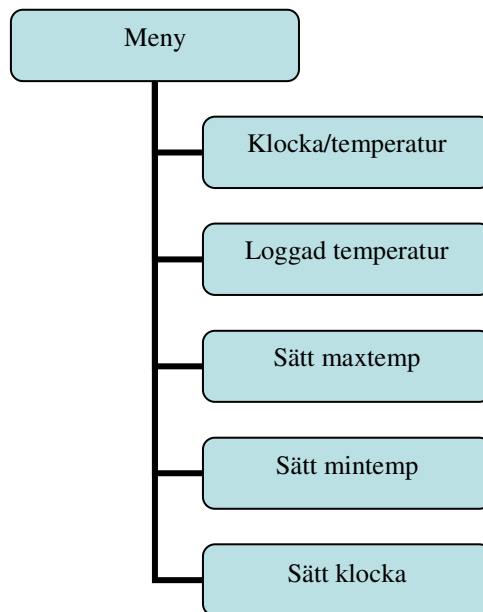 Meny
Klocka/temperatur
Loggad temperatur
Sätt maxtemp
Sätt mintemp
Sätt klocka